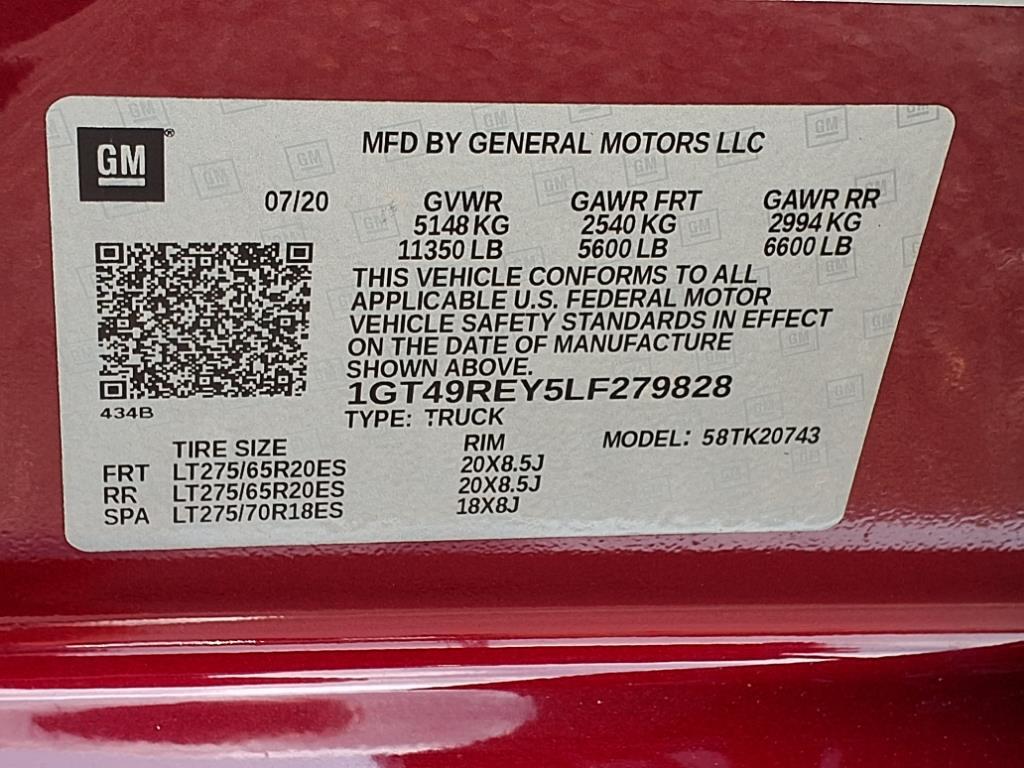 GM
MFD BY GENERAL MOTORS LLC
07/20 GVWR GAWR FRT GAWR RR
5148 KG 2540 KG 2994 KG
11350 LB 5600 LB 6600 LB
THIS VEHICLE CONFORMS TO ALL
APPLICABLE U.S. FEDERAL MOTOR
VEHICLE SAFETY STANDARDS IN EFFECT
ON THE DATE OF MANUFACTURE
SHOWN ABOVE.
1GT49REY5LF279828
434B
TYPE: TRUCK
TIRE SIZE RIM MODEL: 58TK20743
FRT LT275/65R20ES 20X8.5J
RR LT275/65R20ES 20X8.5J
SPA LT275/70R18ES 18X8J